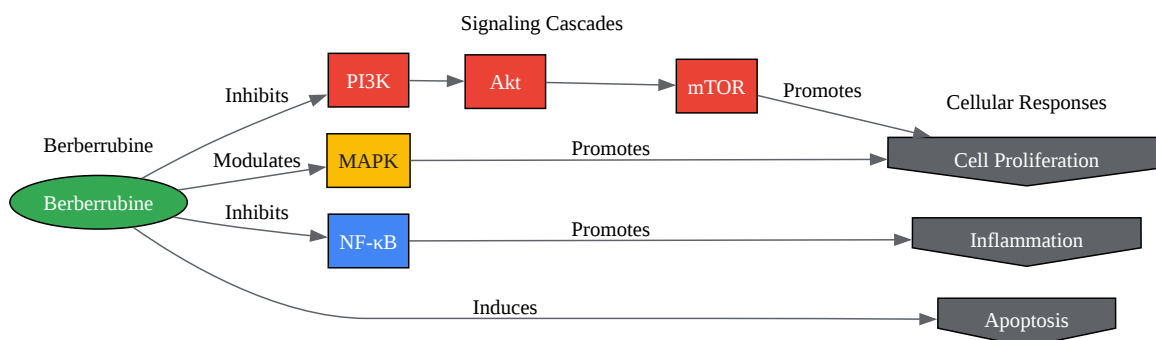 Signaling Cascades
PI3K
Akt
mTOR
Inhibits
Promotes
Cellular Responses
Berberrubine
Modulates
MAPK
Promotes
Cell Proliferation
Berberrubine
Inhibits
NF-κB
Promotes
Inflammation
Induces
Apoptosis